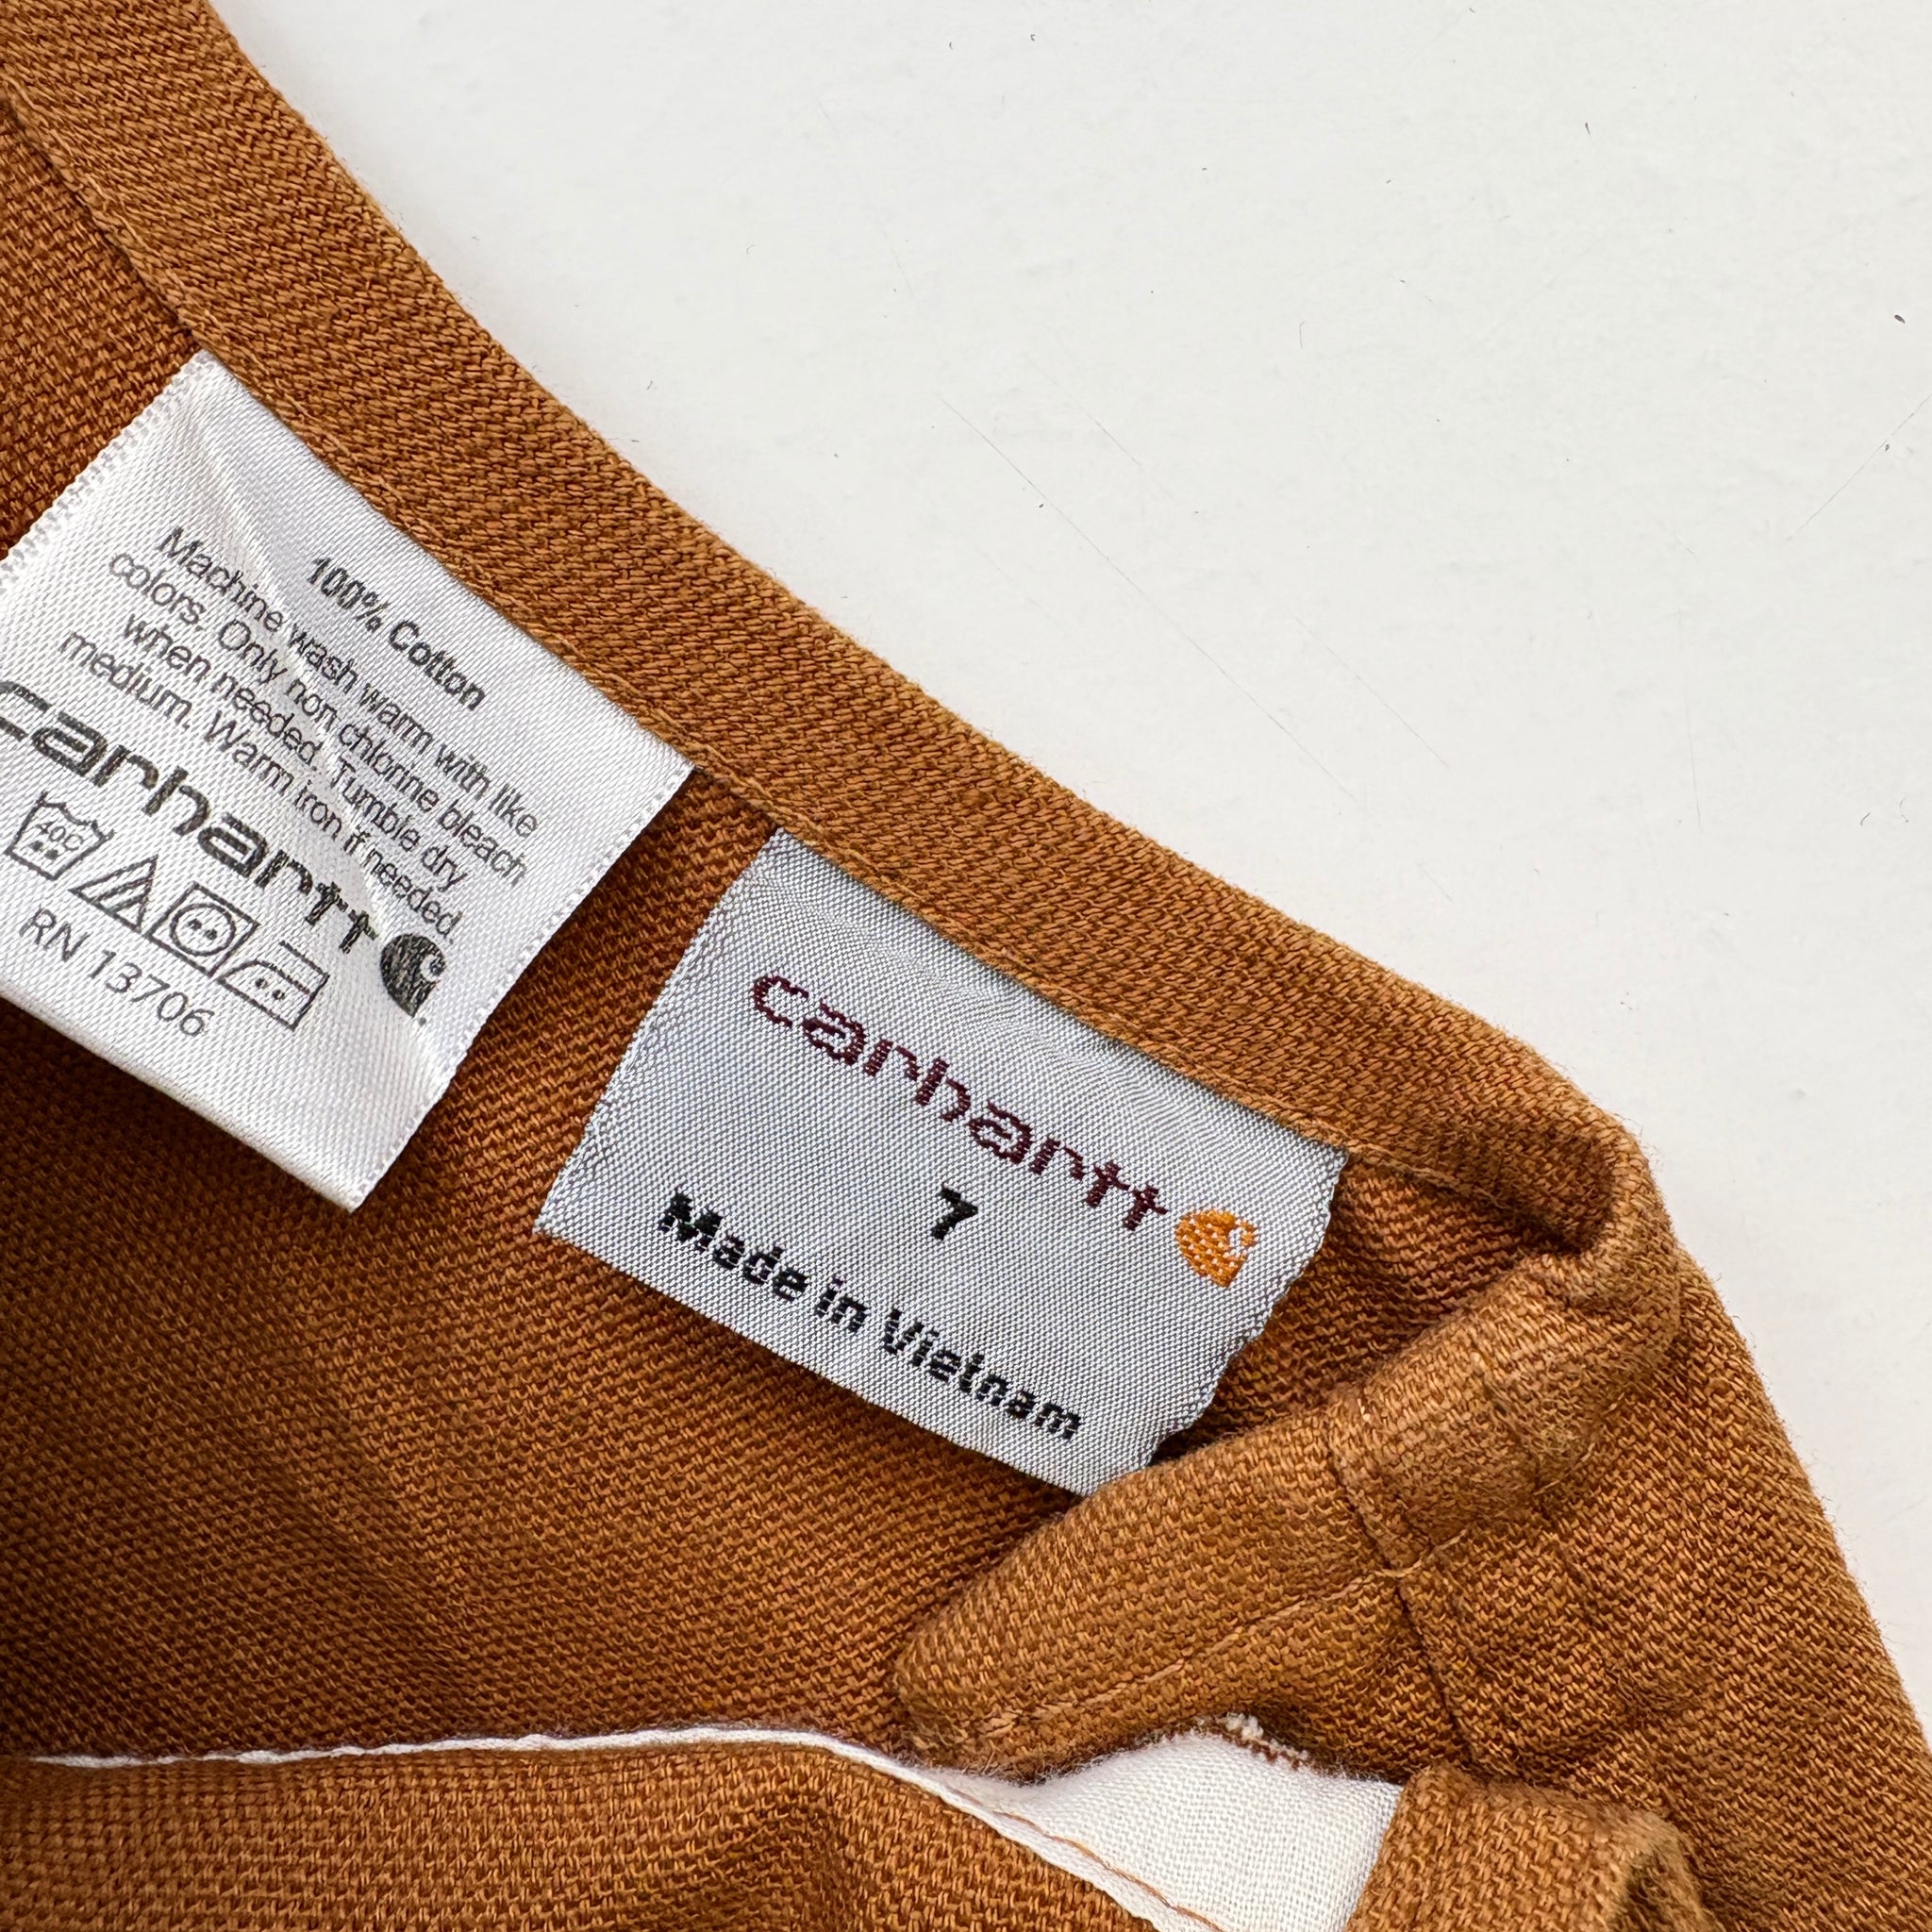 100% Cotton
Machine wash warm with like
colors. Only non chlorine bleach
when needed. Tumble dry
medium. Warm iron if needed.
carhartt
40C
RN 13706
carhartt
7
Made in Vietnam